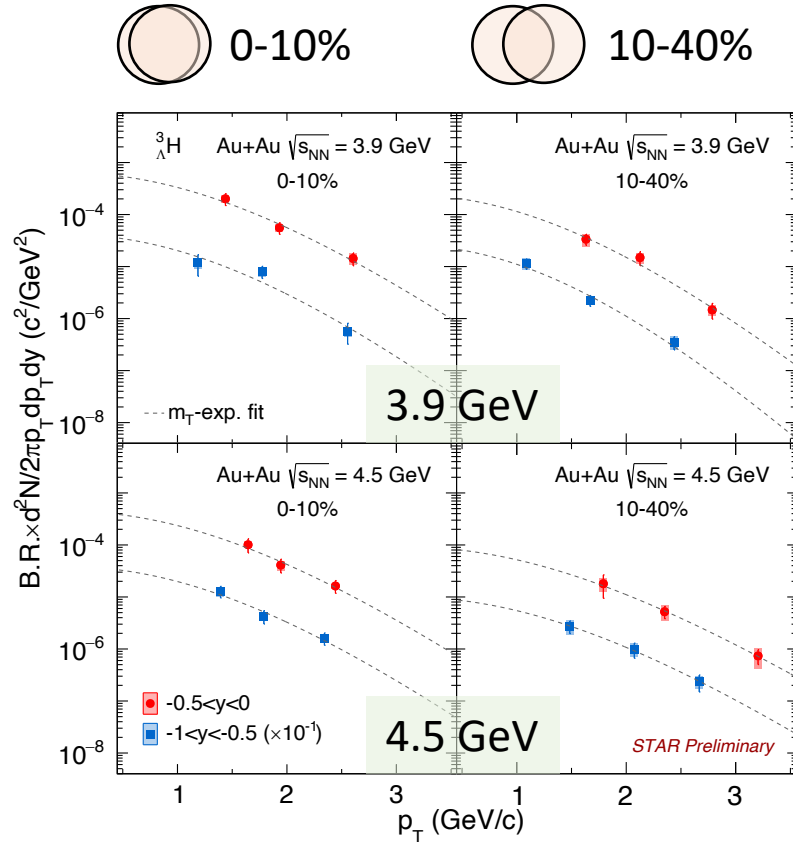 0-10%
10-40%
³ΛH
Au+Au √sNN = 3.9 GeV
0-10%
Au+Au √sNN = 3.9 GeV
10-40%
10⁻⁴
10⁻⁶
10⁻⁸
m_T-exp. fit
3.9 GeV
B.R.×d²N/2πp_Tdp_Tdy (c²/GeV²)
Au+Au √sNN = 4.5 GeV
0-10%
Au+Au √sNN = 4.5 GeV
10-40%
10⁻⁴
10⁻⁶
10⁻⁸
-0.5<y<0
-1<y<-0.5 (×10⁻¹)
4.5 GeV
STAR Preliminary
1 2 3 1 2 3
p_T (GeV/c)